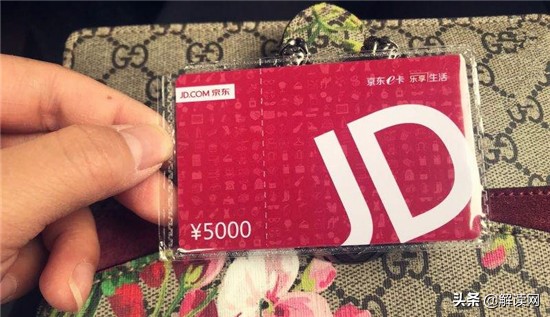 JD.COM 京东
京东e卡 乐享生活
JD
¥5000
头条 @解读网